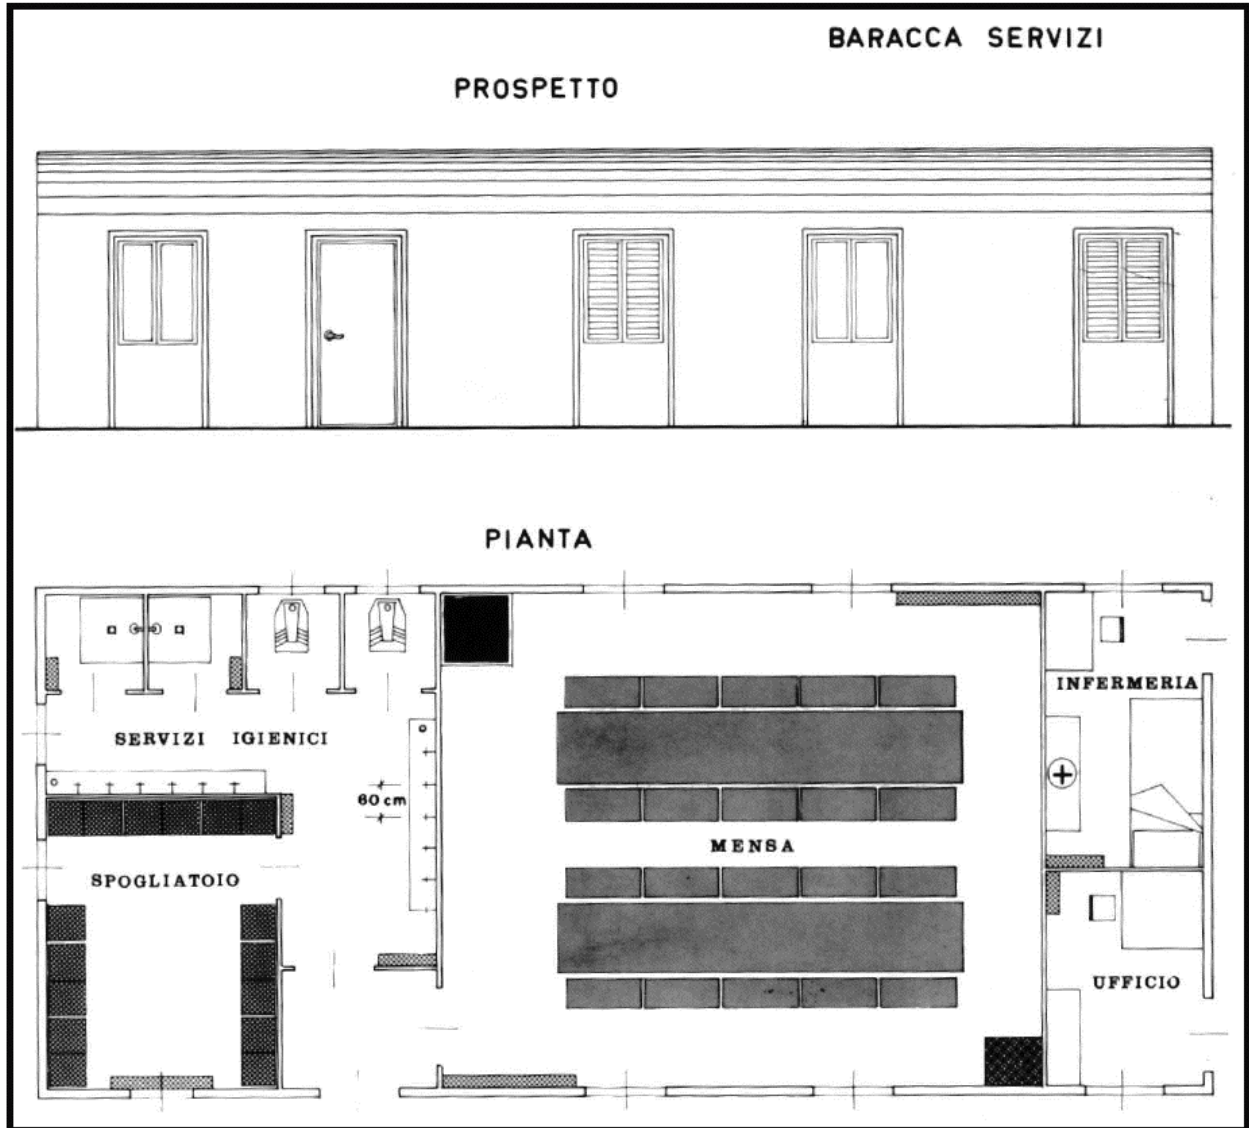 BARACCA SERVIZI
PROSPETTO
PIANTA
INFERMERIA
SERVIZI IGIENICI
60 cm
MENSA
SPOGLIATOIO
UFFICIO